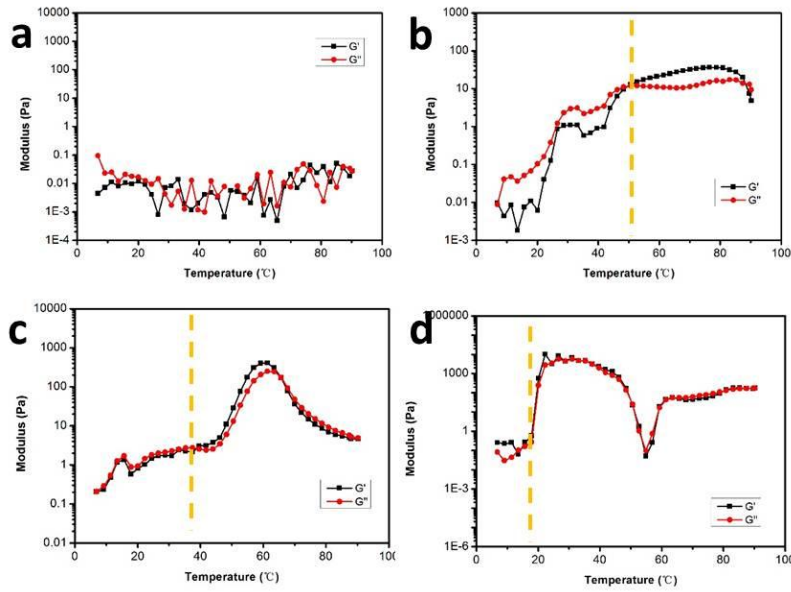 a
10000
1000
100
10
1
0.1
0.01
1E-3
1E-4
0 20 40 60 80 100
Modulus (Pa)
Temperature (℃)
G'
G"
b
1000
100
10
1
0.1
0.01
1E-3
0 20 40 60 80 100
Modulus (Pa)
Temperature (℃)
G'
G"
c
10000
1000
100
10
1
0.1
0.01
0 20 40 60 80 100
Modulus (Pa)
Temperature (℃)
G'
G"
d
1000000
1000
1
1E-3
1E-6
0 20 40 60 80 100
Modulus (Pa)
Temperature (℃)
G'
G"